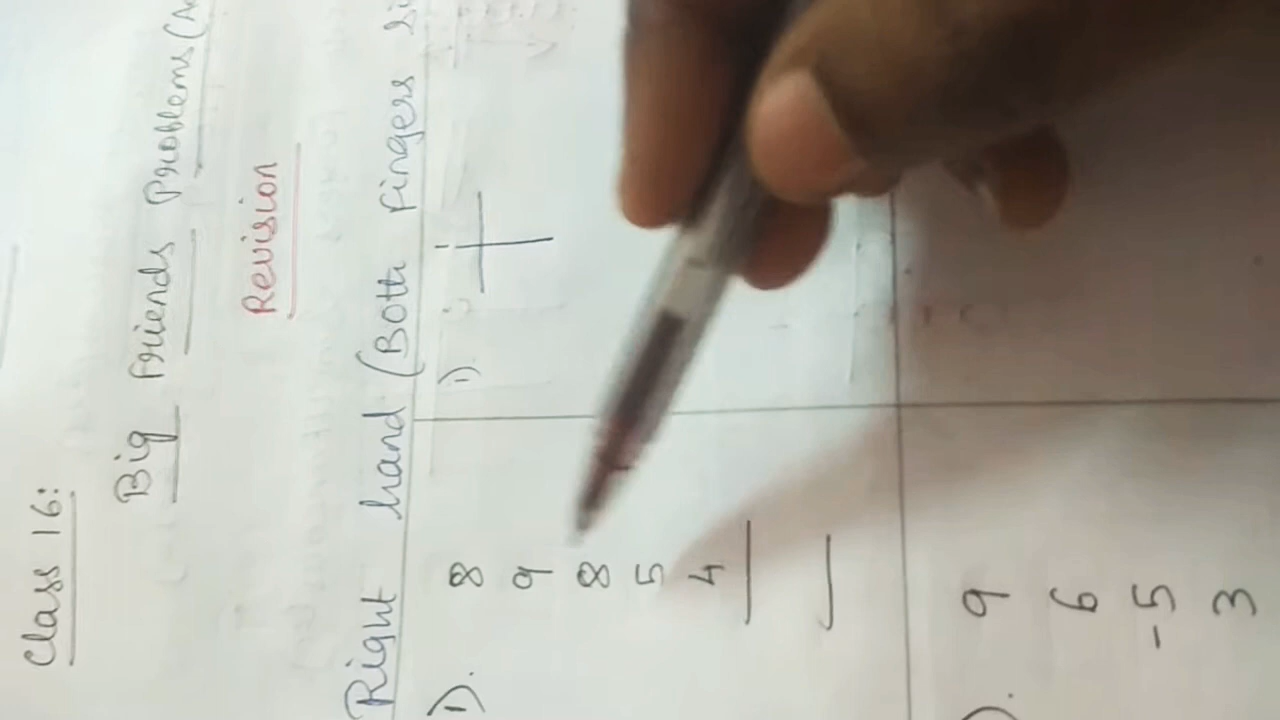 Class 16:
Big Friends Problems (A
Revision
Right hand (Both Fingers
1). 8
9
8
5
4
1).
). 9
6
-5
3